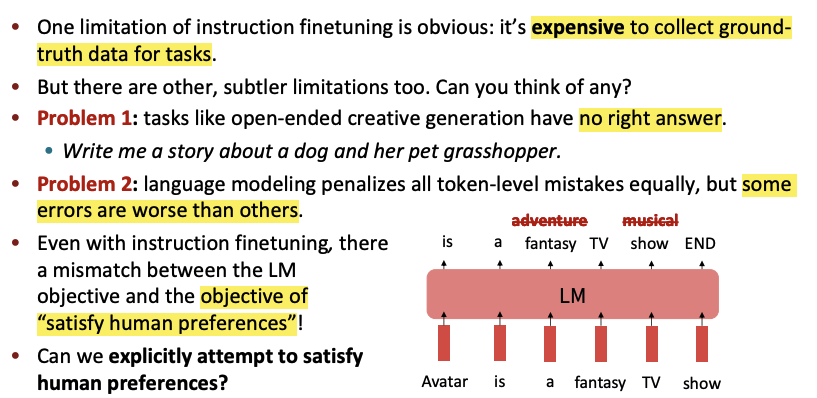 • One limitation of instruction finetuning is obvious: it's expensive to collect ground-
truth data for tasks.
• But there are other, subtler limitations too. Can you think of any?
• Problem 1: tasks like open-ended creative generation have no right answer.
• Write me a story about a dog and her pet grasshopper.
• Problem 2: language modeling penalizes all token-level mistakes equally, but some
errors are worse than others.
• Even with instruction finetuning, there
a mismatch between the LM
objective and the objective of
“satisfy human preferences”!
• Can we explicitly attempt to satisfy
human preferences?
adventure musical
is a fantasy TV show END
LM
Avatar is a fantasy TV show